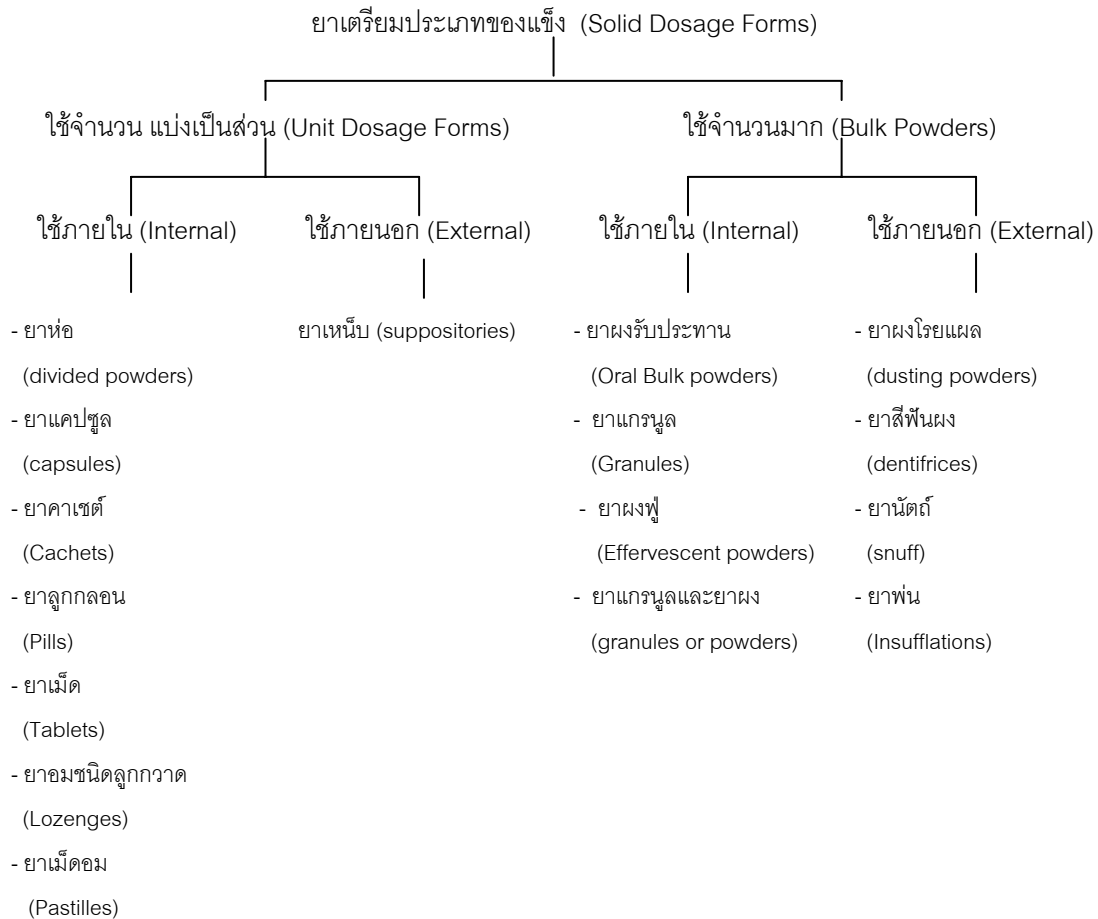 ยาเตรียมประเภทของแข็ง (Solid Dosage Forms)
ใช้จำนวน แบ่งเป็นส่วน (Unit Dosage Forms)
ใช้จำนวนมาก (Bulk Powders)
ใช้ภายใน (Internal)
ใช้ภายนอก (External)
ใช้ภายใน (Internal)
ใช้ภายนอก (External)
- ยาห่อ
(divided powders)
- ยาแคปซูล
(capsules)
- ยาคาเชต์
(Cachets)
- ยาลูกกลอน
(Pills)
- ยาเม็ด
(Tablets)
- ยาอมชนิดลูกกวาด
(Lozenges)
- ยาเม็ดอม
(Pastilles)
ยาเหน็บ (suppositories)
- ยาผงรับประทาน
(Oral Bulk powders)
- ยาแกรนูล
(Granules)
- ยาผงฟู่
(Effervescent powders)
- ยาแกรนูลและยาผง
(granules or powders)
- ยาผงโรยแผล
(dusting powders)
- ยาสีฟันผง
(dentifrices)
- ยานัตถ์
(snuff)
- ยาพ่น
(Insufflations)